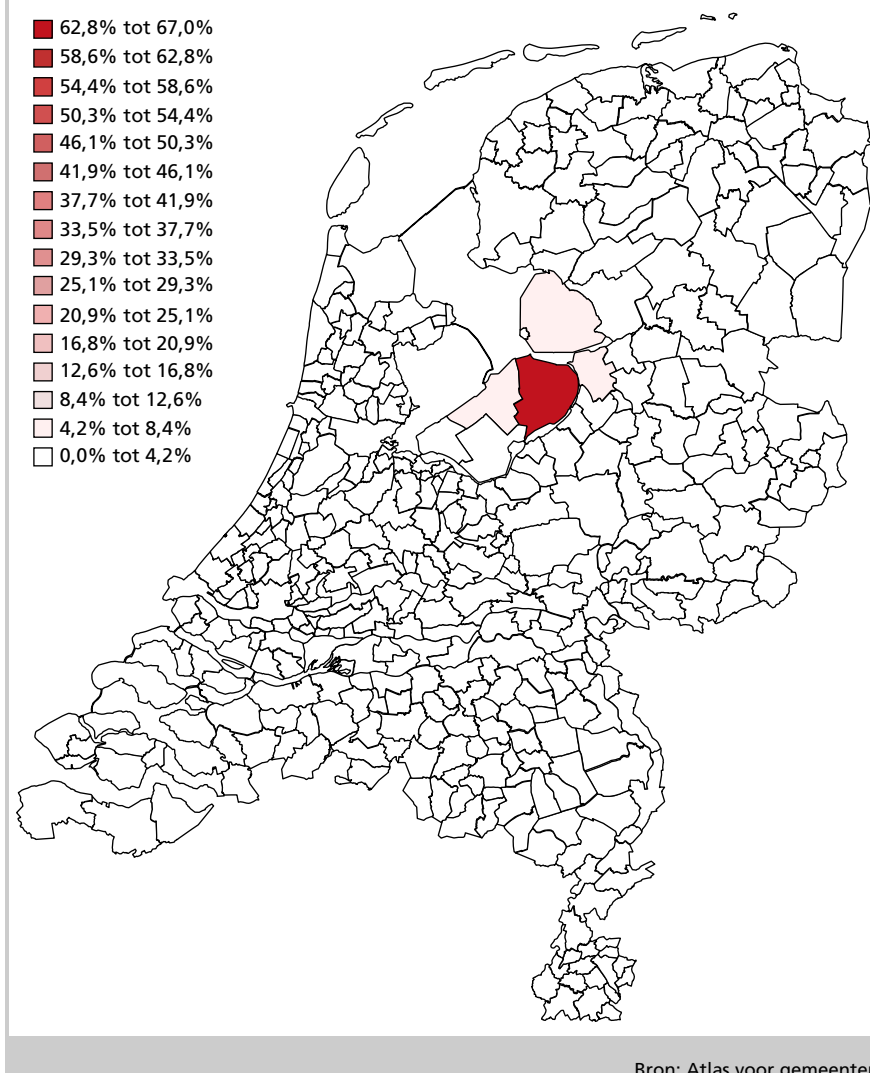 62,8% tot 67,0%
58,6% tot 62,8%
54,4% tot 58,6%
50,3% tot 54,4%
46,1% tot 50,3%
41,9% tot 46,1%
37,7% tot 41,9%
33,5% tot 37,7%
29,3% tot 33,5%
25,1% tot 29,3%
20,9% tot 25,1%
16,8% tot 20,9%
12,6% tot 16,8%
8,4% tot 12,6%
4,2% tot 8,4%
0,0% tot 4,2%
Bron: Atlas voor gemeenten